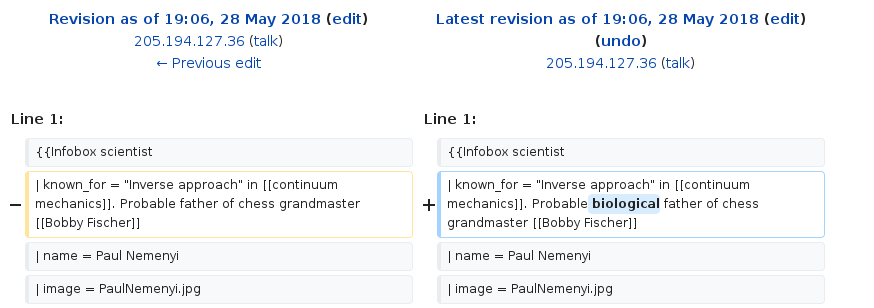 Revision as of 19:06, 28 May 2018 (edit)
205.194.127.36 (talk)
← Previous edit
Latest revision as of 19:06, 28 May 2018 (edit)
(undo)
205.194.127.36 (talk)
Line 1:
Line 1:
{{Infobox scientist
{{Infobox scientist
− | known_for = "Inverse approach" in [[continuum
mechanics]]. Probable father of chess grandmaster
[[Bobby Fischer]]
+ | known_for = "Inverse approach" in [[continuum
mechanics]]. Probable biological father of chess
grandmaster [[Bobby Fischer]]
| name = Paul Nemenyi
| name = Paul Nemenyi
| image = PaulNemenyi.jpg
| image = PaulNemenyi.jpg